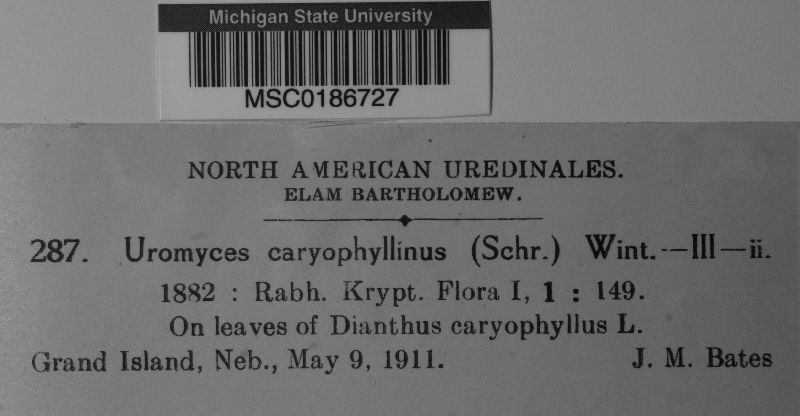 Michigan State University
MSC0186727
NORTH AMERICAN UREDINALES.
ELAM BARTHOLOMEW.
287. Uromyces caryophyllinus (Schr.) Wint.—III—ii.
1882 : Rabh. Krypt. Flora I, 1 : 149.
On leaves of Dianthus caryophyllus L.
Grand Island, Neb., May 9, 1911. J. M. Bates